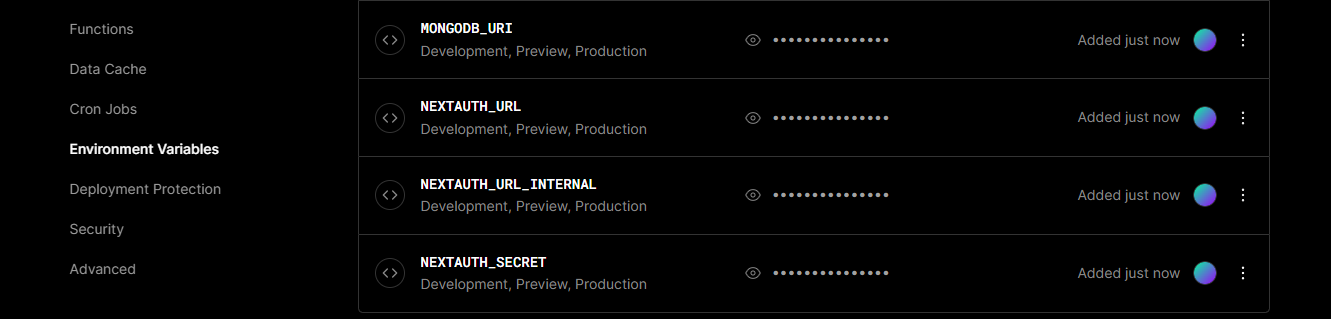 Functions
Data Cache
Cron Jobs
Environment Variables
Deployment Protection
Security
Advanced
MONGODB_URI
Development, Preview, Production
•••••••••••••••
Added just now
NEXTAUTH_URL
Development, Preview, Production
•••••••••••••••
Added just now
NEXTAUTH_URL_INTERNAL
Development, Preview, Production
•••••••••••••••
Added just now
NEXTAUTH_SECRET
Development, Preview, Production
•••••••••••••••
Added just now